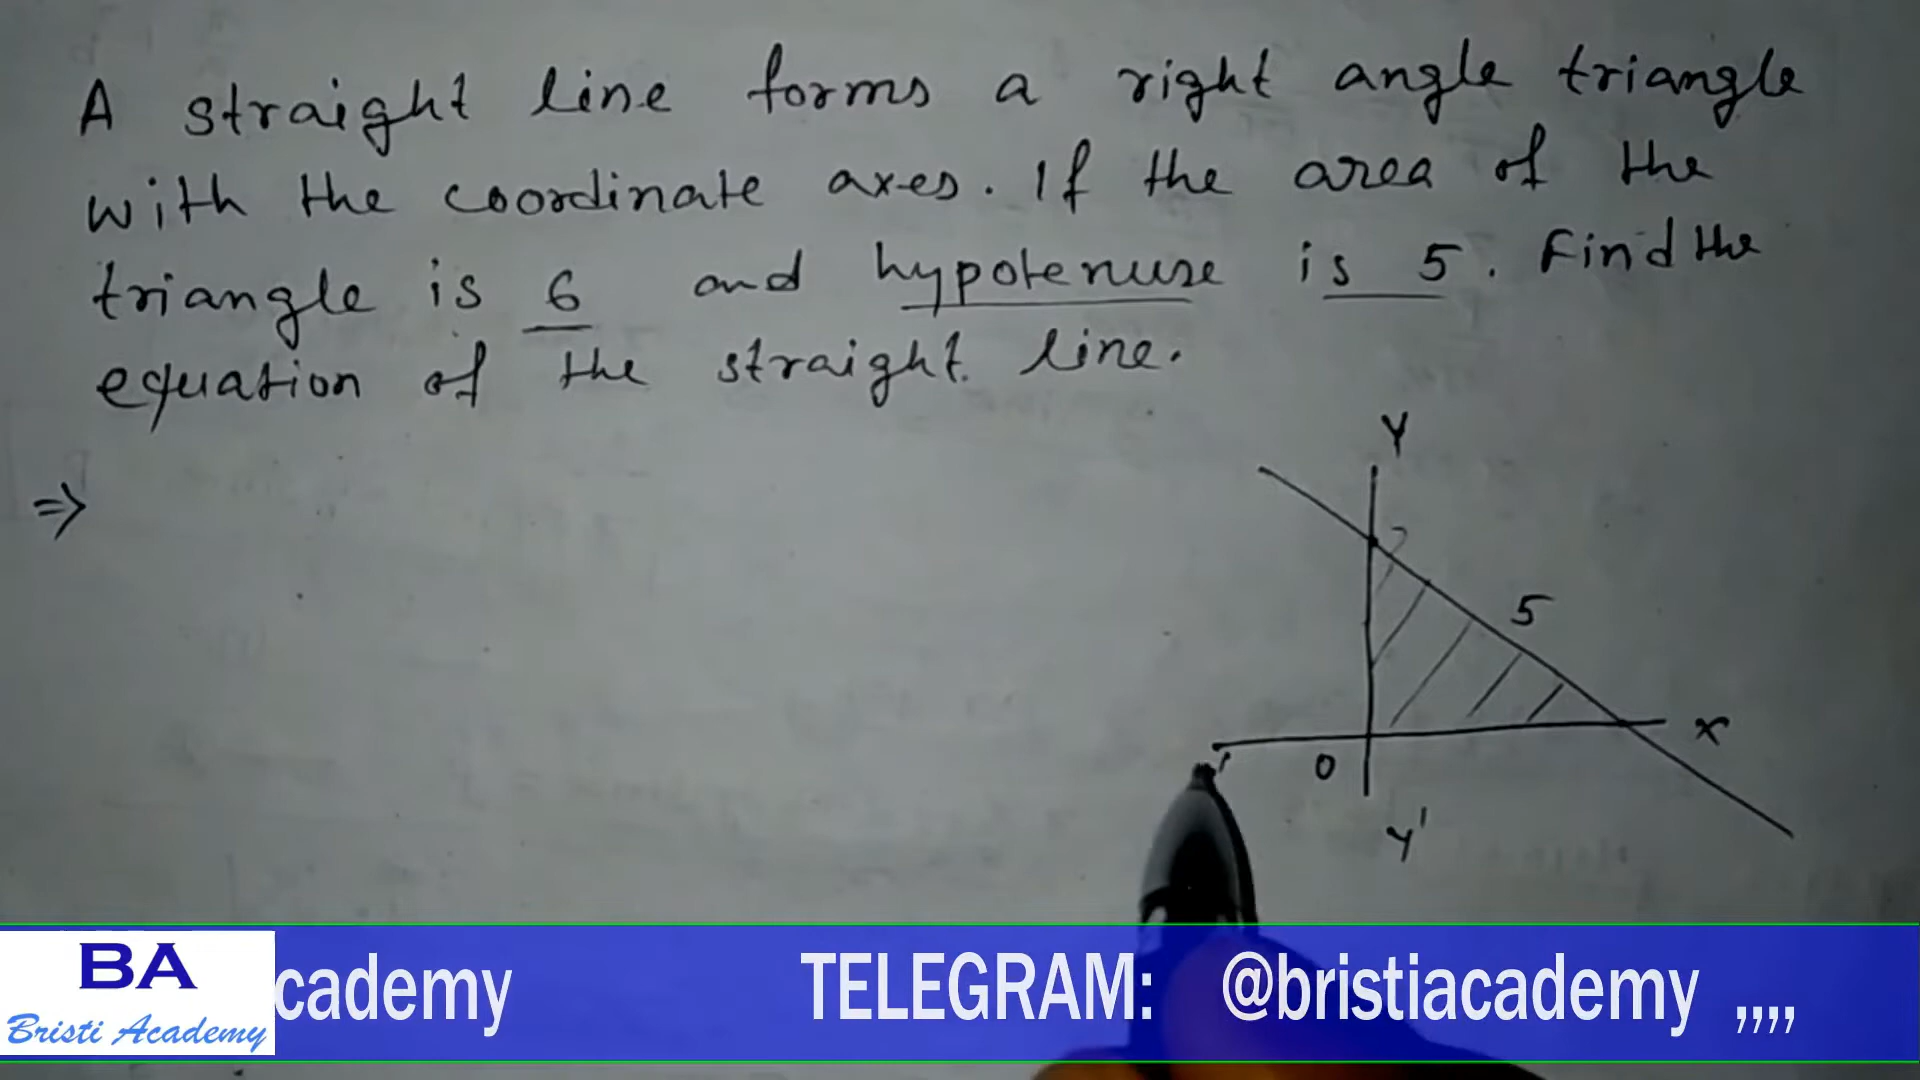 A straight line forms a right angle triangle
with the coordinate axes. If the area of the
triangle is 6 and hypotenuse is 5. Find the
equation of the straight line.
⇒
Y
5
O
X
Y'
BA
Bristi Academy
cademy TELEGRAM: @bristiacademy ,,,,